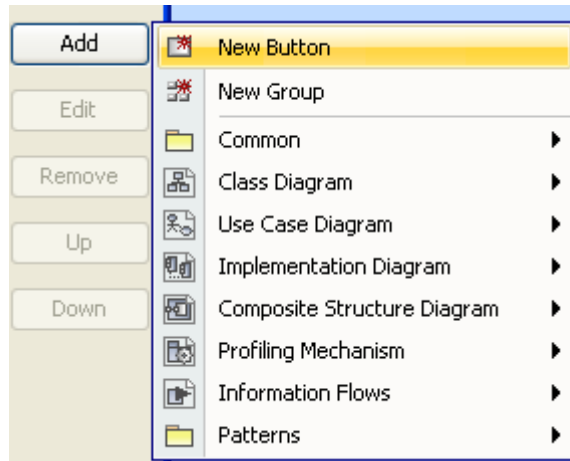 Add
Edit
Remove
Up
Down
New Button
New Group
Common
Class Diagram
Use Case Diagram
Implementation Diagram
Composite Structure Diagram
Profiling Mechanism
Information Flows
Patterns